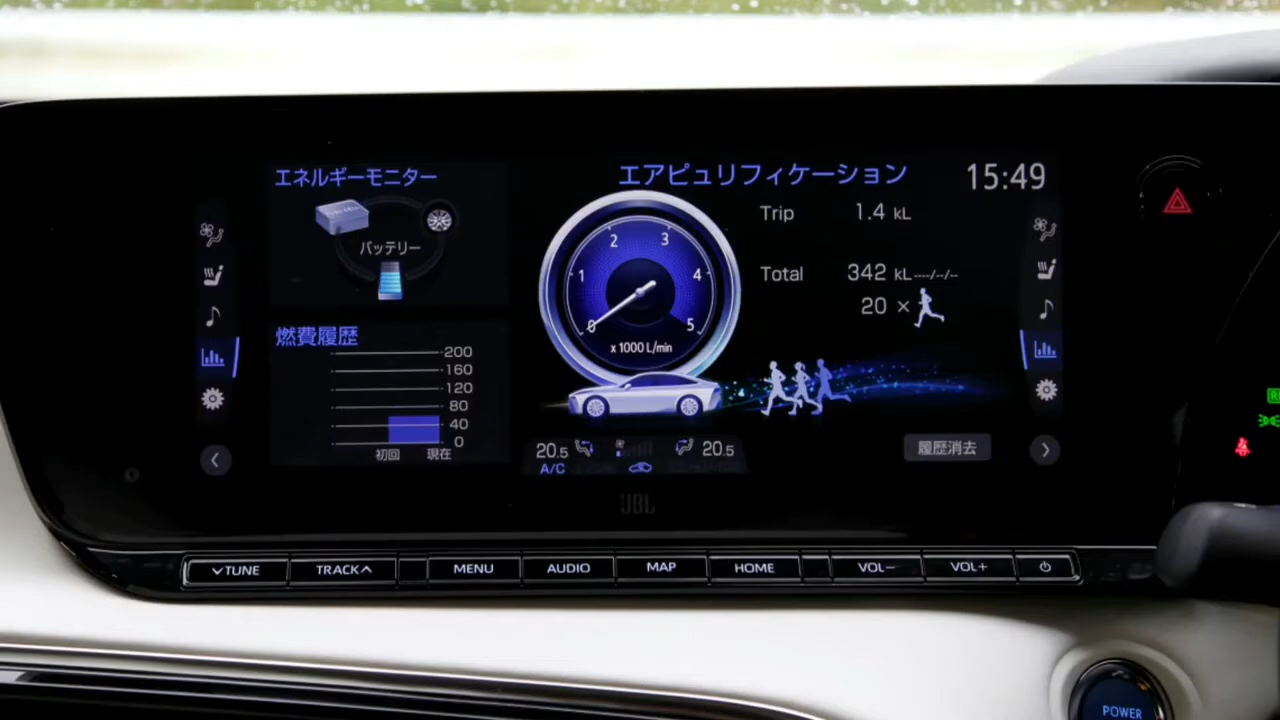 エネルギーモニター
バッテリー
燃費履歴
200
160
120
80
40
0
初回 現在
エアピュリフィケーション
15:49
0 1 2 3 4 5
x 1000 L/min
Trip 1.4 kL
Total 342 kL--/--/--
20 ×
20.5 20.5
A/C
履歴消去
JBL
TUNE TRACK MENU AUDIO MAP HOME VOL− VOL+
POWER